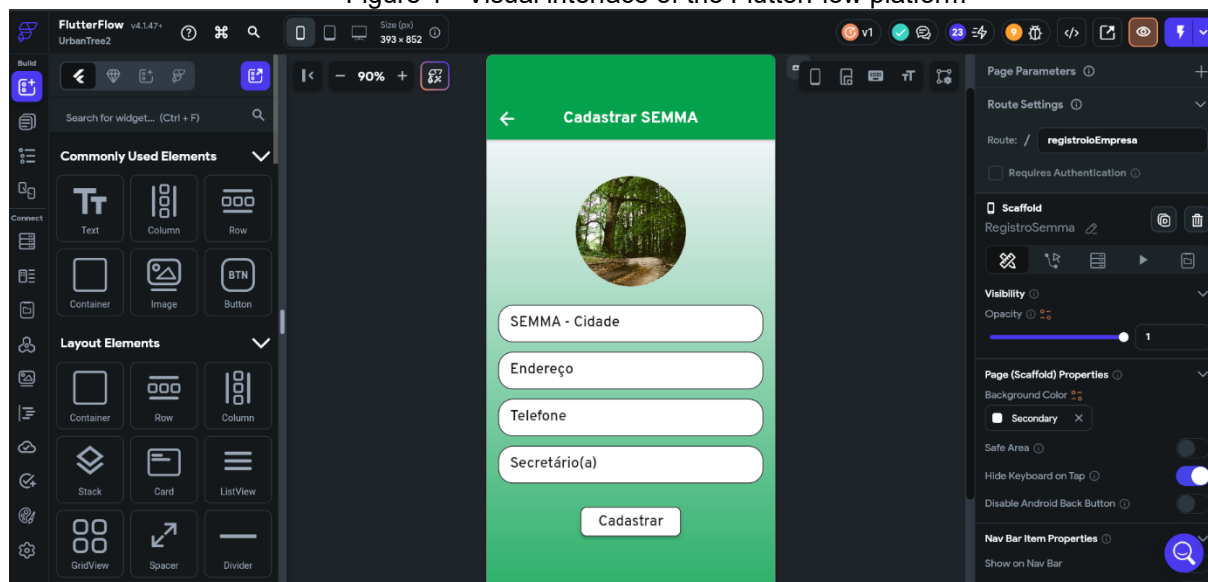 Figure 1 - Visual interface of the FlutterFlow platform
FlutterFlow v4.1.47+
UrbanTree2
Size (px)
393 × 852
v1
23
9
Build
90%
Search for widget... (Ctrl + F)
Commonly Used Elements
Text
Column
Row
Container
Image
BTN
Button
Connect
Layout Elements
Container
Row
Column
Stack
Card
ListView
GridView
Spacer
Divider
Cadastrar SEMMA
SEMMA - Cidade
Endereço
Telefone
Secretário(a)
Cadastrar
Page Parameters
Route Settings
Route: / registroloEmpresa
Requires Authentication
Scaffold
RegistroSemma
Visibility
Opacity
1
Page (Scaffold) Properties
Background Color
Secondary
Safe Area
Hide Keyboard on Tap
Disable Android Back Button
Nav Bar Item Properties
Show on Nav Bar